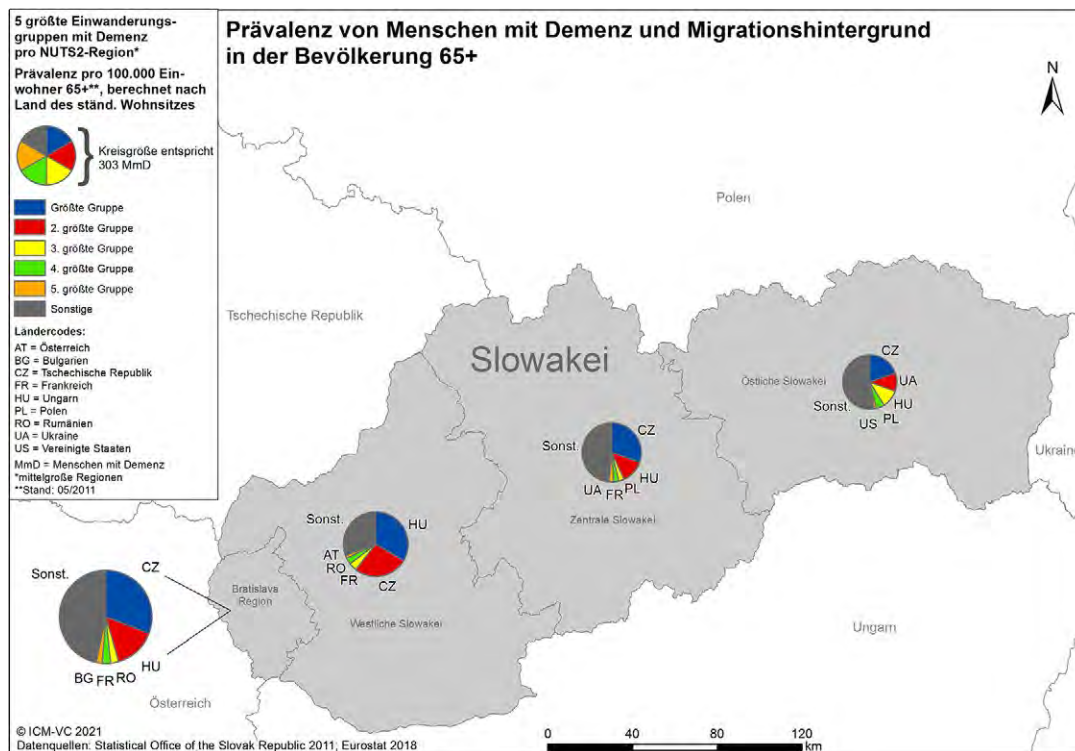 5 größte Einwanderungs-
gruppen mit Demenz
pro NUTS2-Region*
Prävalenz pro 100.000 Ein-
wohner 65+**, berechnet nach
Land des ständ. Wohnsitzes
Kreisgröße entspricht
303 MmD
Größte Gruppe
2. größte Gruppe
3. größte Gruppe
4. größte Gruppe
5. größte Gruppe
Sonstige
Ländercodes:
AT = Österreich
BG = Bulgarien
CZ = Tschechische Republik
FR = Frankreich
HU = Ungarn
PL = Polen
RO = Rumänien
UA = Ukraine
US = Vereinigte Staaten
MmD = Menschen mit Demenz
*mittelgroße Regionen
**Stand: 05/2011
Prävalenz von Menschen mit Demenz und Migrationshintergrund
in der Bevölkerung 65+
N
Polen
Tschechische Republik
Slowakei
Östliche Slowakei
CZ
UA
HU
PL
US
Sonst.
Ukraine
Sonst.
CZ
HU
PL
FR
UA
Zentrale Slowakei
Sonst.
HU
AT
RO
FR
CZ
Westliche Slowakei
Bratislava
Region
Sonst.
CZ
HU
RO
FR
BG
Österreich
Ungarn
© ICM-VC 2021
Datenquellen: Statistical Office of the Slovak Republic 2011; Eurostat 2018
0 40 80 120
km